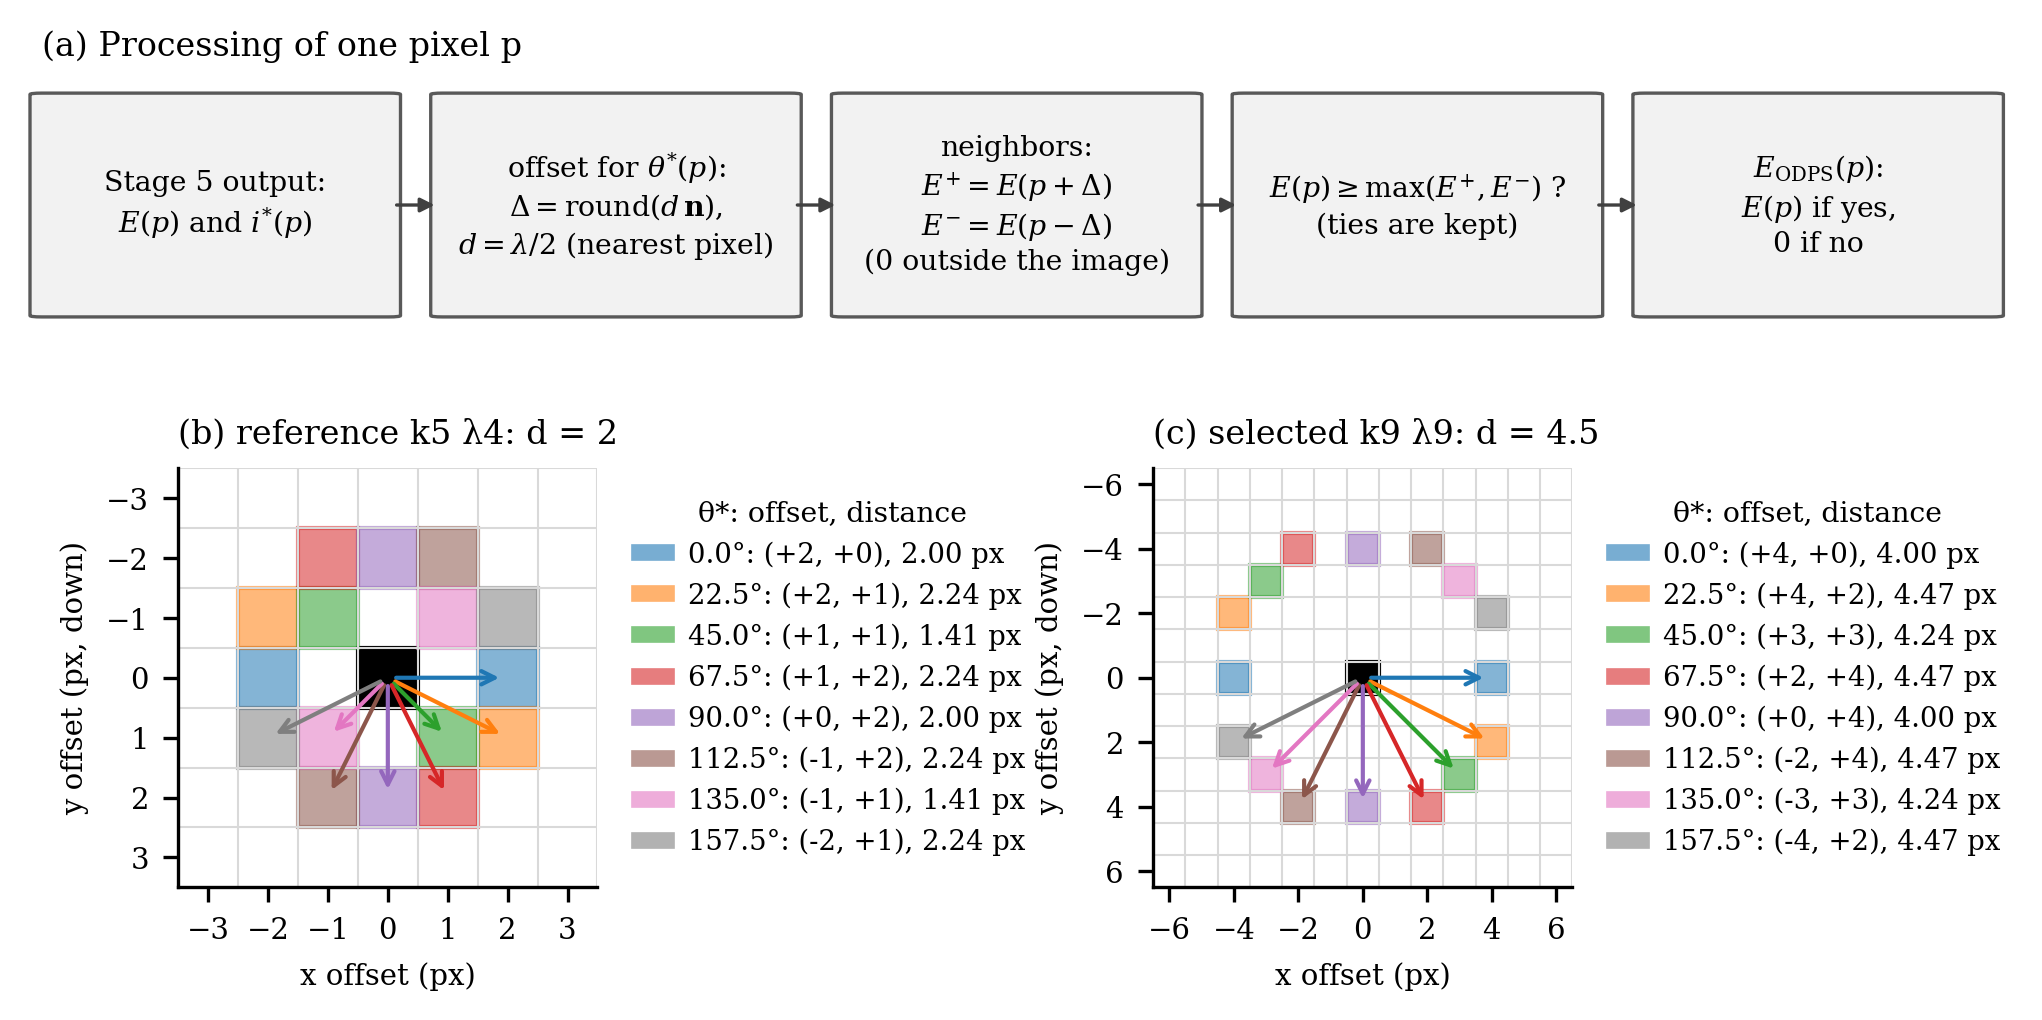 (a) Processing of one pixel p
Stage 5 output:
E(p) and i*(p)
offset for θ*(p):
Δ = round(d n),
d = λ/2 (nearest pixel)
neighbors:
E⁺ = E(p + Δ)
E⁻ = E(p − Δ)
(0 outside the image)
E(p) ≥ max(E⁺, E⁻) ?
(ties are kept)
E_ODPS(p):
E(p) if yes,
0 if no
(b) reference k5 λ4: d = 2
y offset (px, down)
−3
−2
−1
0
1
2
3
−3 −2 −1 0 1 2 3
x offset (px)
θ*: offset, distance
0.0°: (+2, +0), 2.00 px
22.5°: (+2, +1), 2.24 px
45.0°: (+1, +1), 1.41 px
67.5°: (+1, +2), 2.24 px
90.0°: (+0, +2), 2.00 px
112.5°: (-1, +2), 2.24 px
135.0°: (-1, +1), 1.41 px
157.5°: (-2, +1), 2.24 px
(c) selected k9 λ9: d = 4.5
y offset (px, down)
−6
−4
−2
0
2
4
6
−6 −4 −2 0 2 4 6
x offset (px)
θ*: offset, distance
0.0°: (+4, +0), 4.00 px
22.5°: (+4, +2), 4.47 px
45.0°: (+3, +3), 4.24 px
67.5°: (+2, +4), 4.47 px
90.0°: (+0, +4), 4.00 px
112.5°: (-2, +4), 4.47 px
135.0°: (-3, +3), 4.24 px
157.5°: (-4, +2), 4.47 px